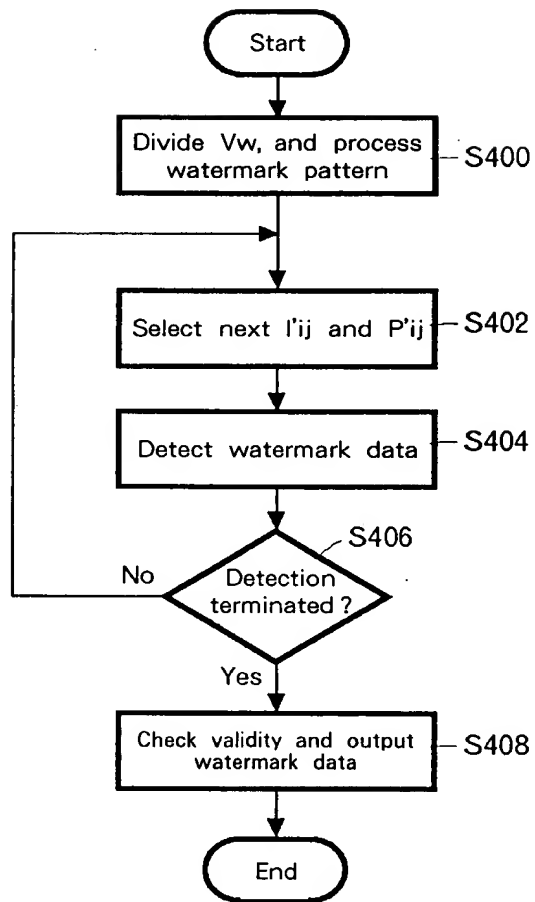 Start
Divide Vw, and process
watermark pattern
S400
Select next I'ij and P'ij
S402
Detect watermark data
S404
S406
Detection
terminated ?
No
Yes
Check validity and output
watermark data
S408
End